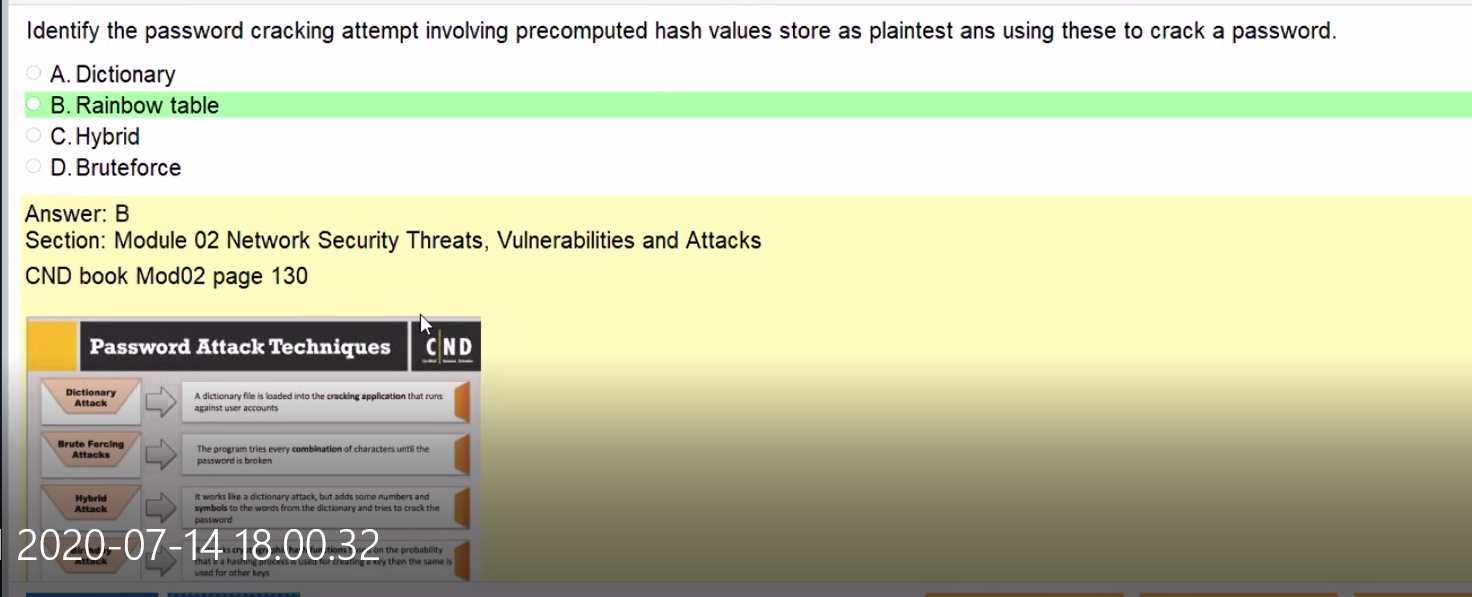 Identify the password cracking attempt involving precomputed hash values store as plaintest ans using these to crack a password.
A. Dictionary
B. Rainbow table
C. Hybrid
D. Bruteforce
Answer: B
Section: Module 02 Network Security Threats, Vulnerabilities and Attacks
CND book Mod02 page 130
Password Attack Techniques
C|ND
Dictionary
Attack
A dictionary file is loaded into the cracking application that runs
against user accounts
Brute Forcing
Attacks
The program tries every combination of characters until the
password is broken
Hybrid
Attack
It works like a dictionary attack, but adds some numbers and
symbols to the words from the dictionary and tries to crack the
password
2020-07-14 18.00.32
Attack
on the probability
that if a hashing process is used for creating a key then the same is
used for other keys